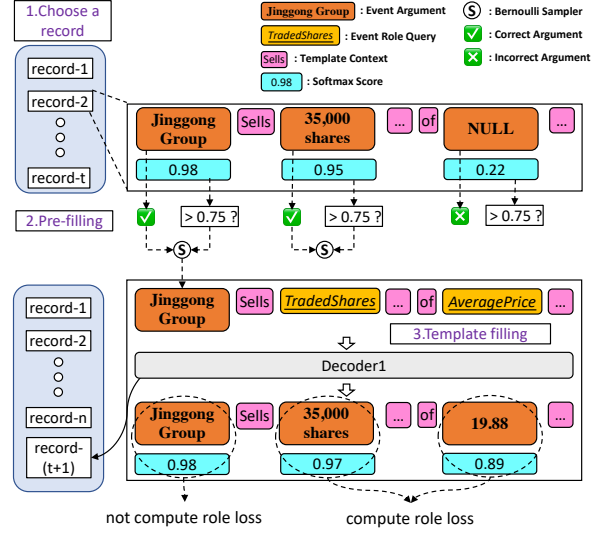 1.Choose a
record
Jinggong Group : Event Argument
S : Bernoulli Sampler
TradedShares : Event Role Query
: Correct Argument
Sells : Template Context
: Incorrect Argument
0.98 : Softmax Score
record-1
record-2
record-t
Jinggong
Group
Sells
35,000
shares
...
of
NULL
...
0.98
0.95
0.22
2.Pre-filling
> 0.75 ?
> 0.75 ?
> 0.75 ?
S
S
record-1
record-2
record-n
record-
(t+1)
Jinggong
Group
Sells
TradedShares
...
of
AveragePrice
...
3.Template filling
Decoder1
Jinggong
Group
Sells
35,000
shares
...
of
19.88
...
0.98
0.97
0.89
not compute role loss
compute role loss